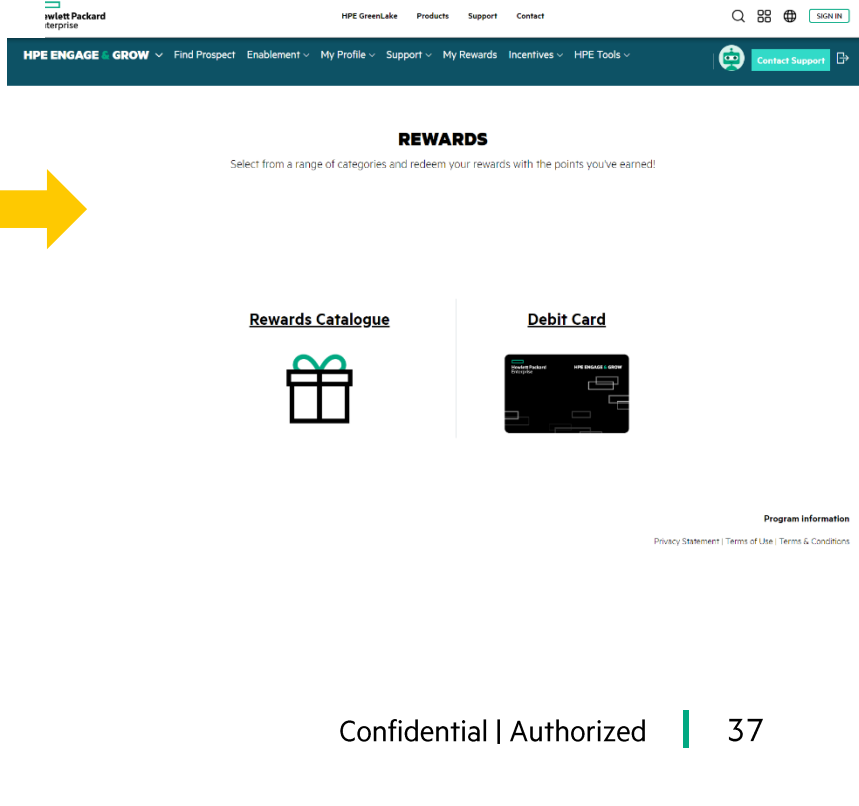 HPE GreenLake Products Support Contact SIGN IN
HPE ENGAGE & GROW Find Prospect Enablement My Profile Support My Rewards Incentives HPE Tools Contact Support
REWARDS
Select from a range of categories and redeem your rewards with the points you've earned!
Rewards Catalogue Debit Card
Hewlett Packard
Enterprise
HPE ENGAGE & GROW
Program information
Privacy Statement | Terms of Use | Terms & Conditions
Confidential | Authorized 37